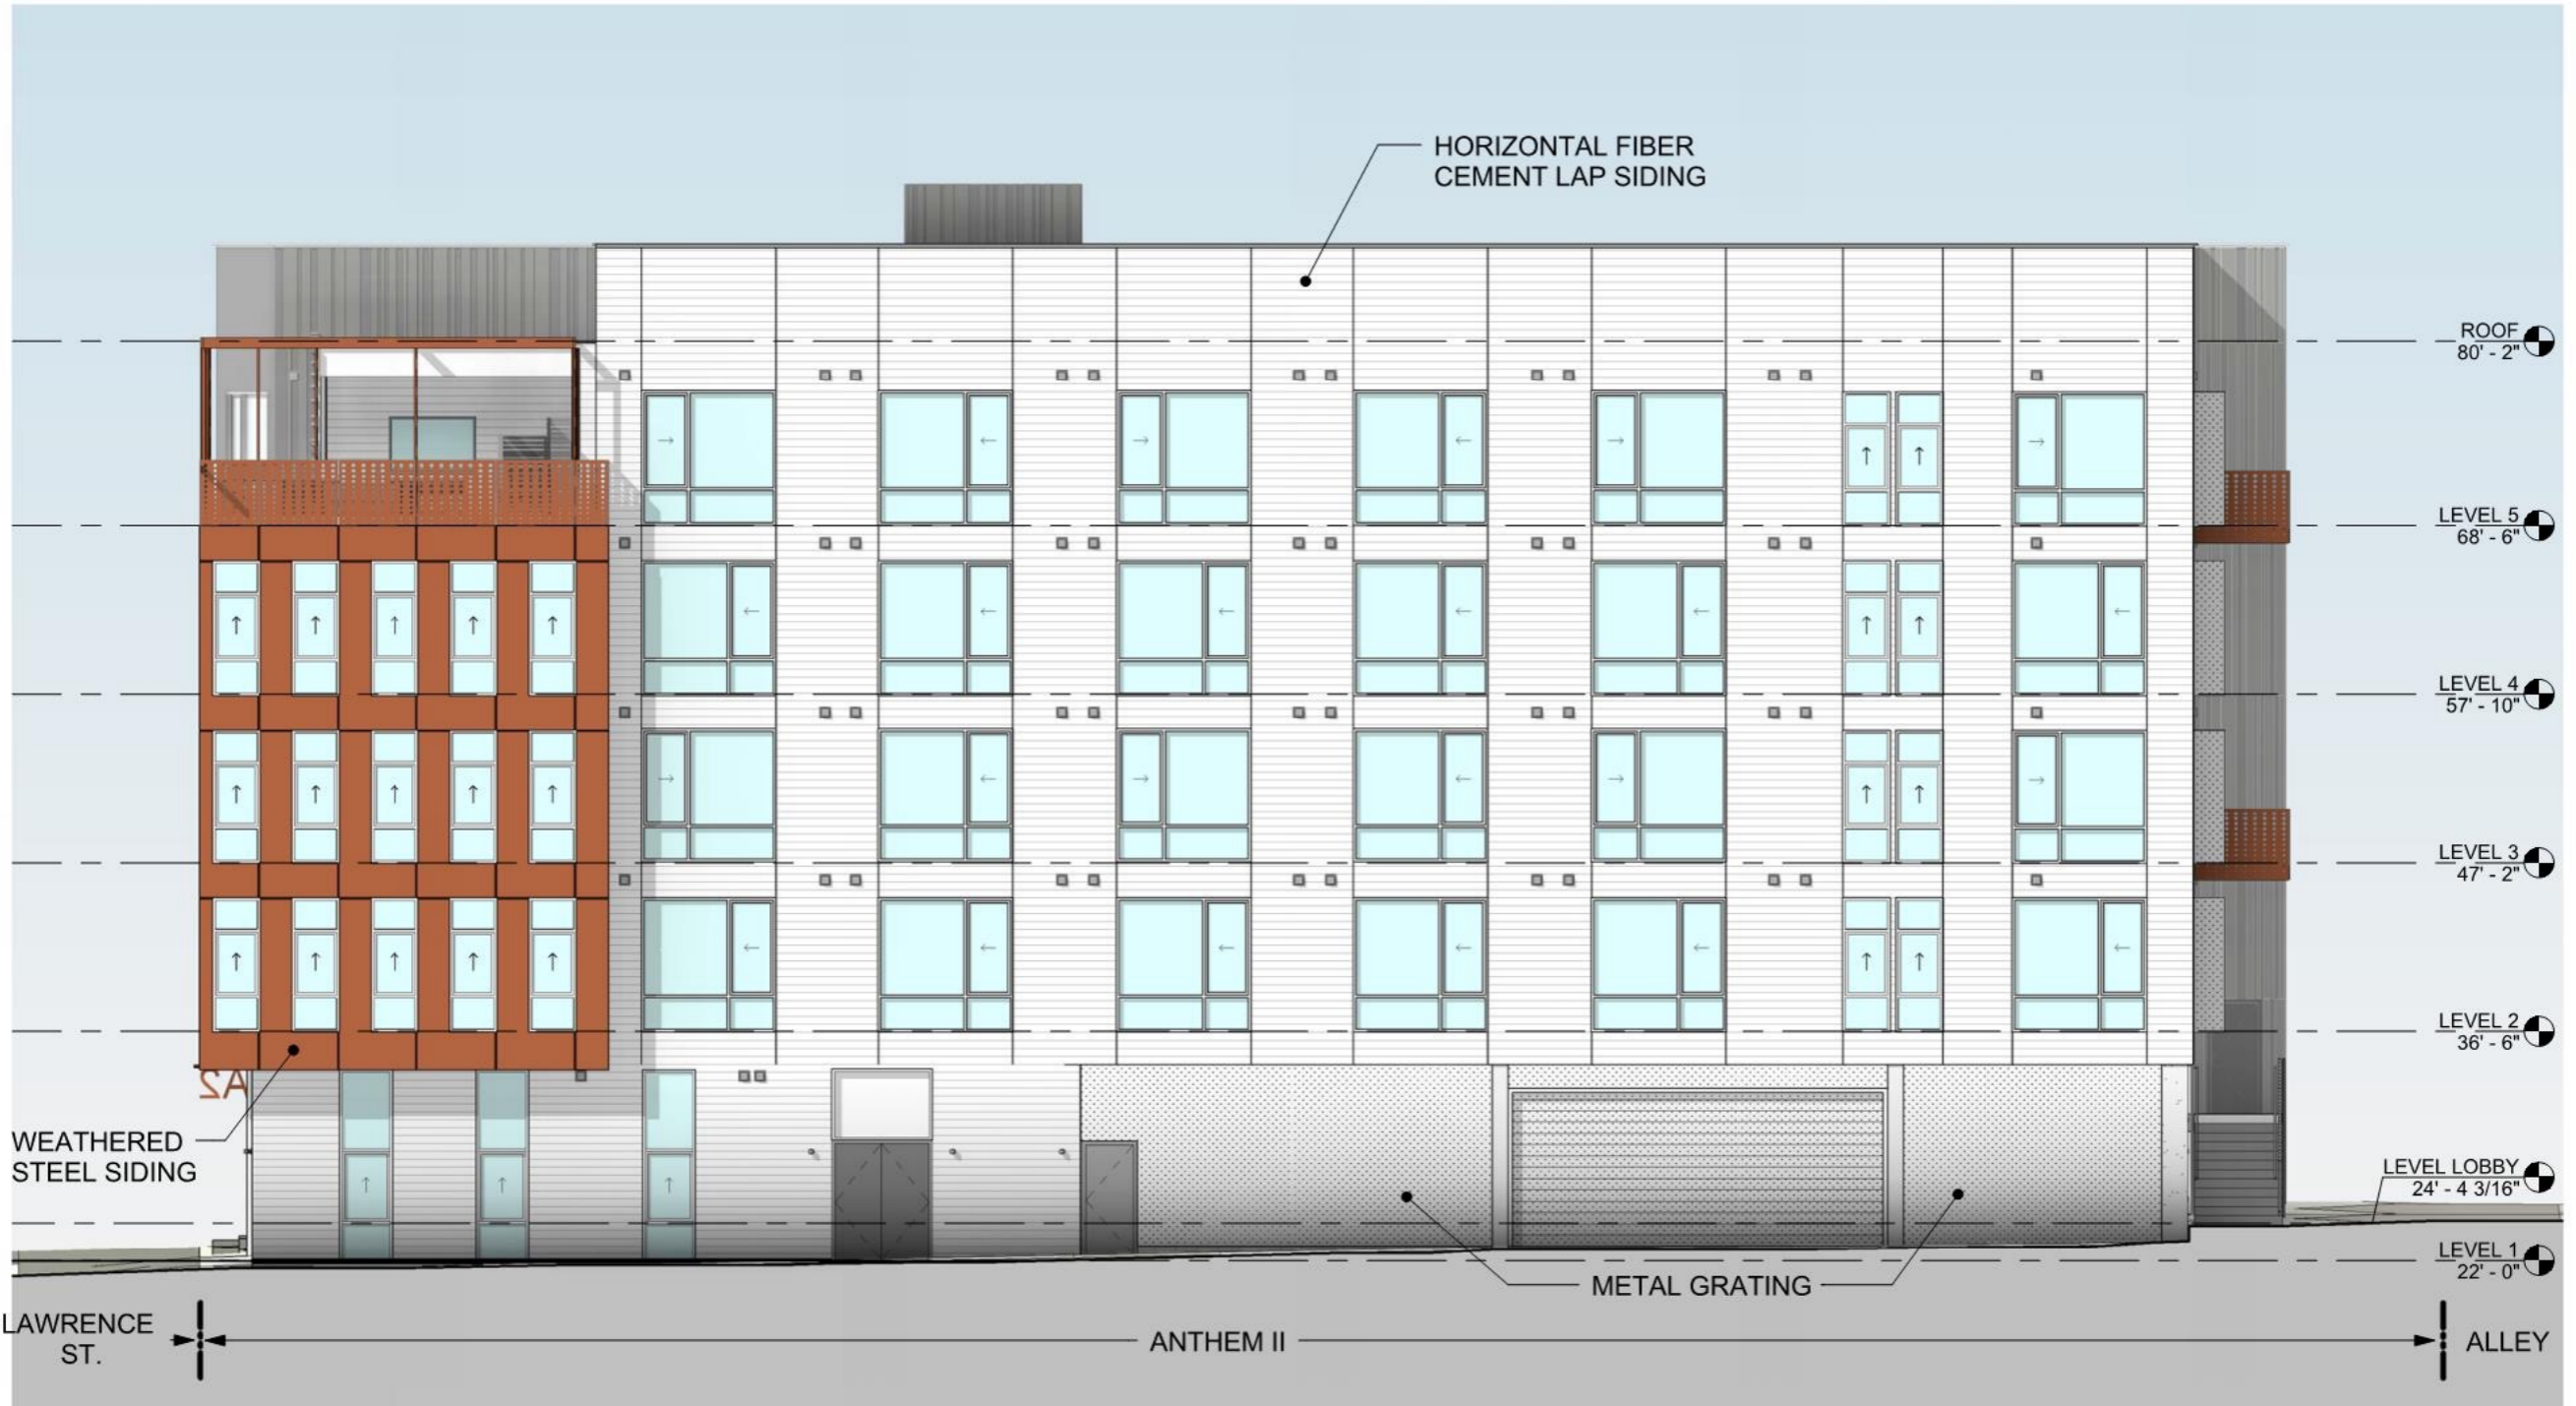 HORIZONTAL FIBER
CEMENT LAP SIDING
ROOF
80' - 2"
LEVEL 5
68' - 6"
LEVEL 4
57' - 10"
LEVEL 3
47' - 2"
LEVEL 2
36' - 6"
A2
WEATHERED
STEEL SIDING
LEVEL LOBBY
24' - 4 3/16"
LEVEL 1
22' - 0"
METAL GRATING
LAWRENCE
ST.
ANTHEM II
ALLEY